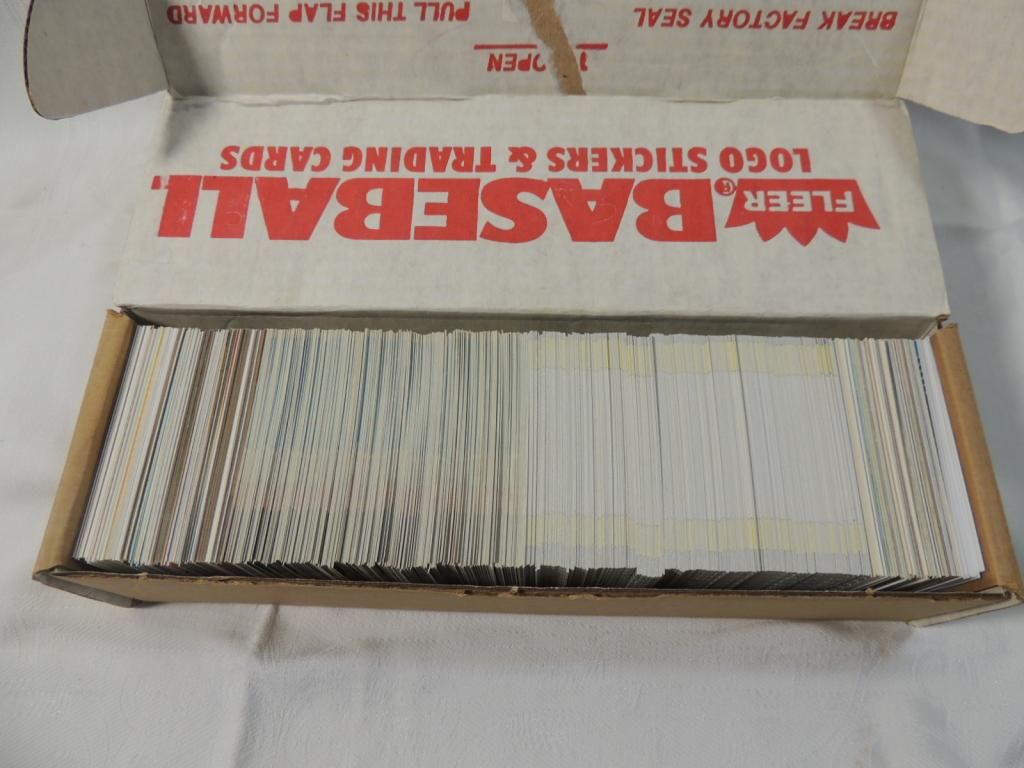 PULL THIS FLAP FORWARD
BREAK FACTORY SEAL
OPEN
FLEER® BASEBALL
LOGO STICKERS & TRADING CARDS